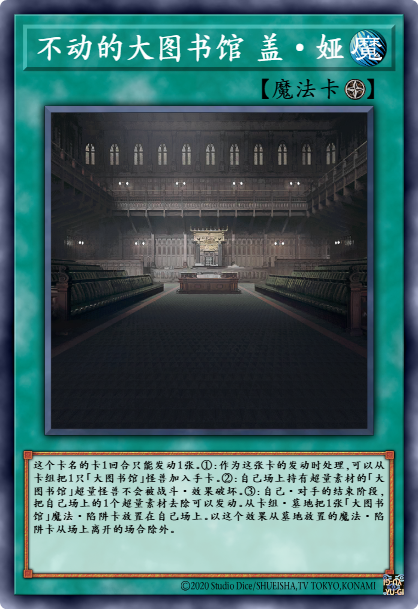 不动的大图书馆 盖·娅
魔
【魔法卡】
这个卡名的卡1回合只能发动1张。①:作为这张卡的发动时处理,可以从
卡组把1只「大图书馆」怪兽加入手卡。②:自己场上持有超量素材的「大
图书馆」超量怪兽不会被战斗·效果破坏。③:自己·对手的结束阶段,
把自己场上的1个超量素材去除可以发动。从卡组·墓地把1张「大图书
馆」魔法·陷阱卡放置在自己场上。以这个效果从墓地放置的魔法·陷
阱卡从场上离开的场合除外。
©2020 Studio Dice/SHUEISHA,TV TOKYO,KONAMI